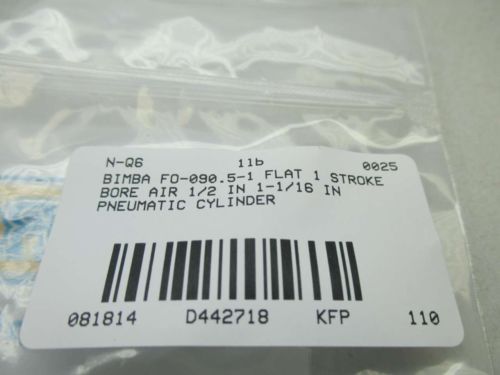 N-Q6 11b 0025
BIMBA FO-090.5-1 FLAT 1 STROKE
BORE AIR 1/2 IN 1-1/16 IN
PNEUMATIC CYLINDER
081814 D442718 KFP 110